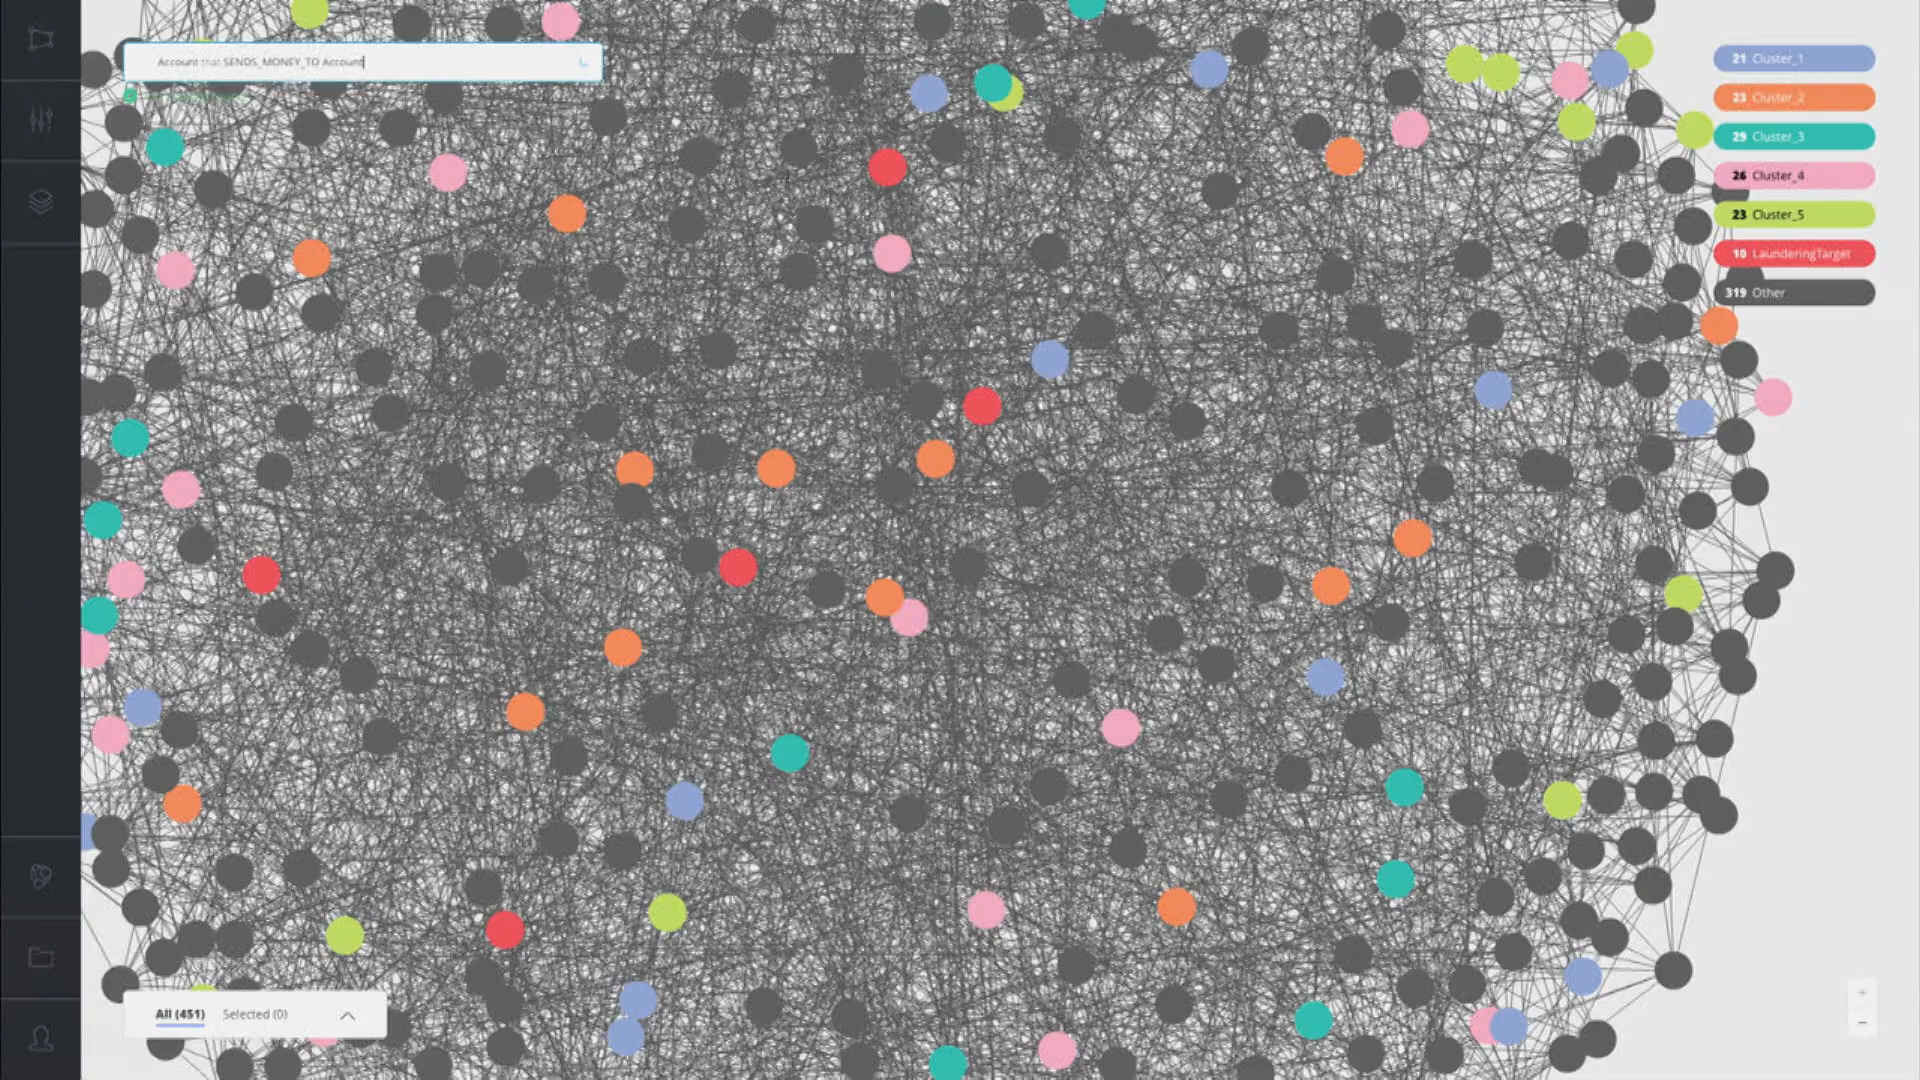 Account that SENDS_MONEY_TO Account
21 Cluster_1
23 Cluster_2
29 Cluster_3
26 Cluster_4
23 Cluster_5
10 LaunderingTarget
319 Other
All (451) Selected (0)